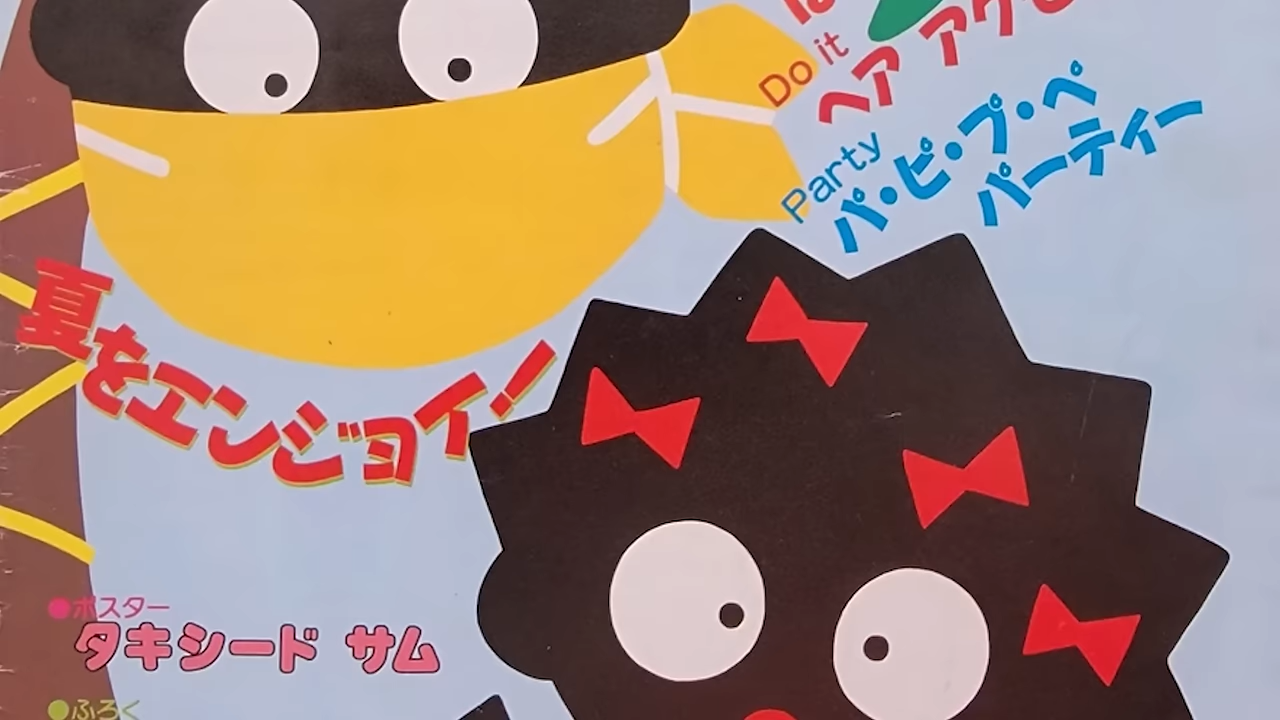 Do it
ヘア アクセ
Party
パ・ピ・プ・ペ
パーティー
夏をエンジョイ!
●ポスター
タキシード サム
●ふろく